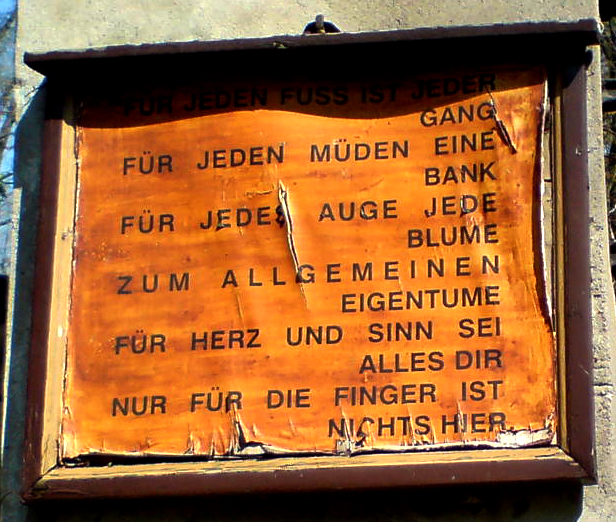 FÜR JEDEN FUSS IST JEDER
GANG
FÜR JEDEN MÜDEN EINE
BANK
FÜR JEDES AUGE JEDE
BLUME
ZUM ALLGEMEINEN
EIGENTUME
FÜR HERZ UND SINN SEI
ALLES DIR
NUR FÜR DIE FINGER IST
NICHTS HIER.